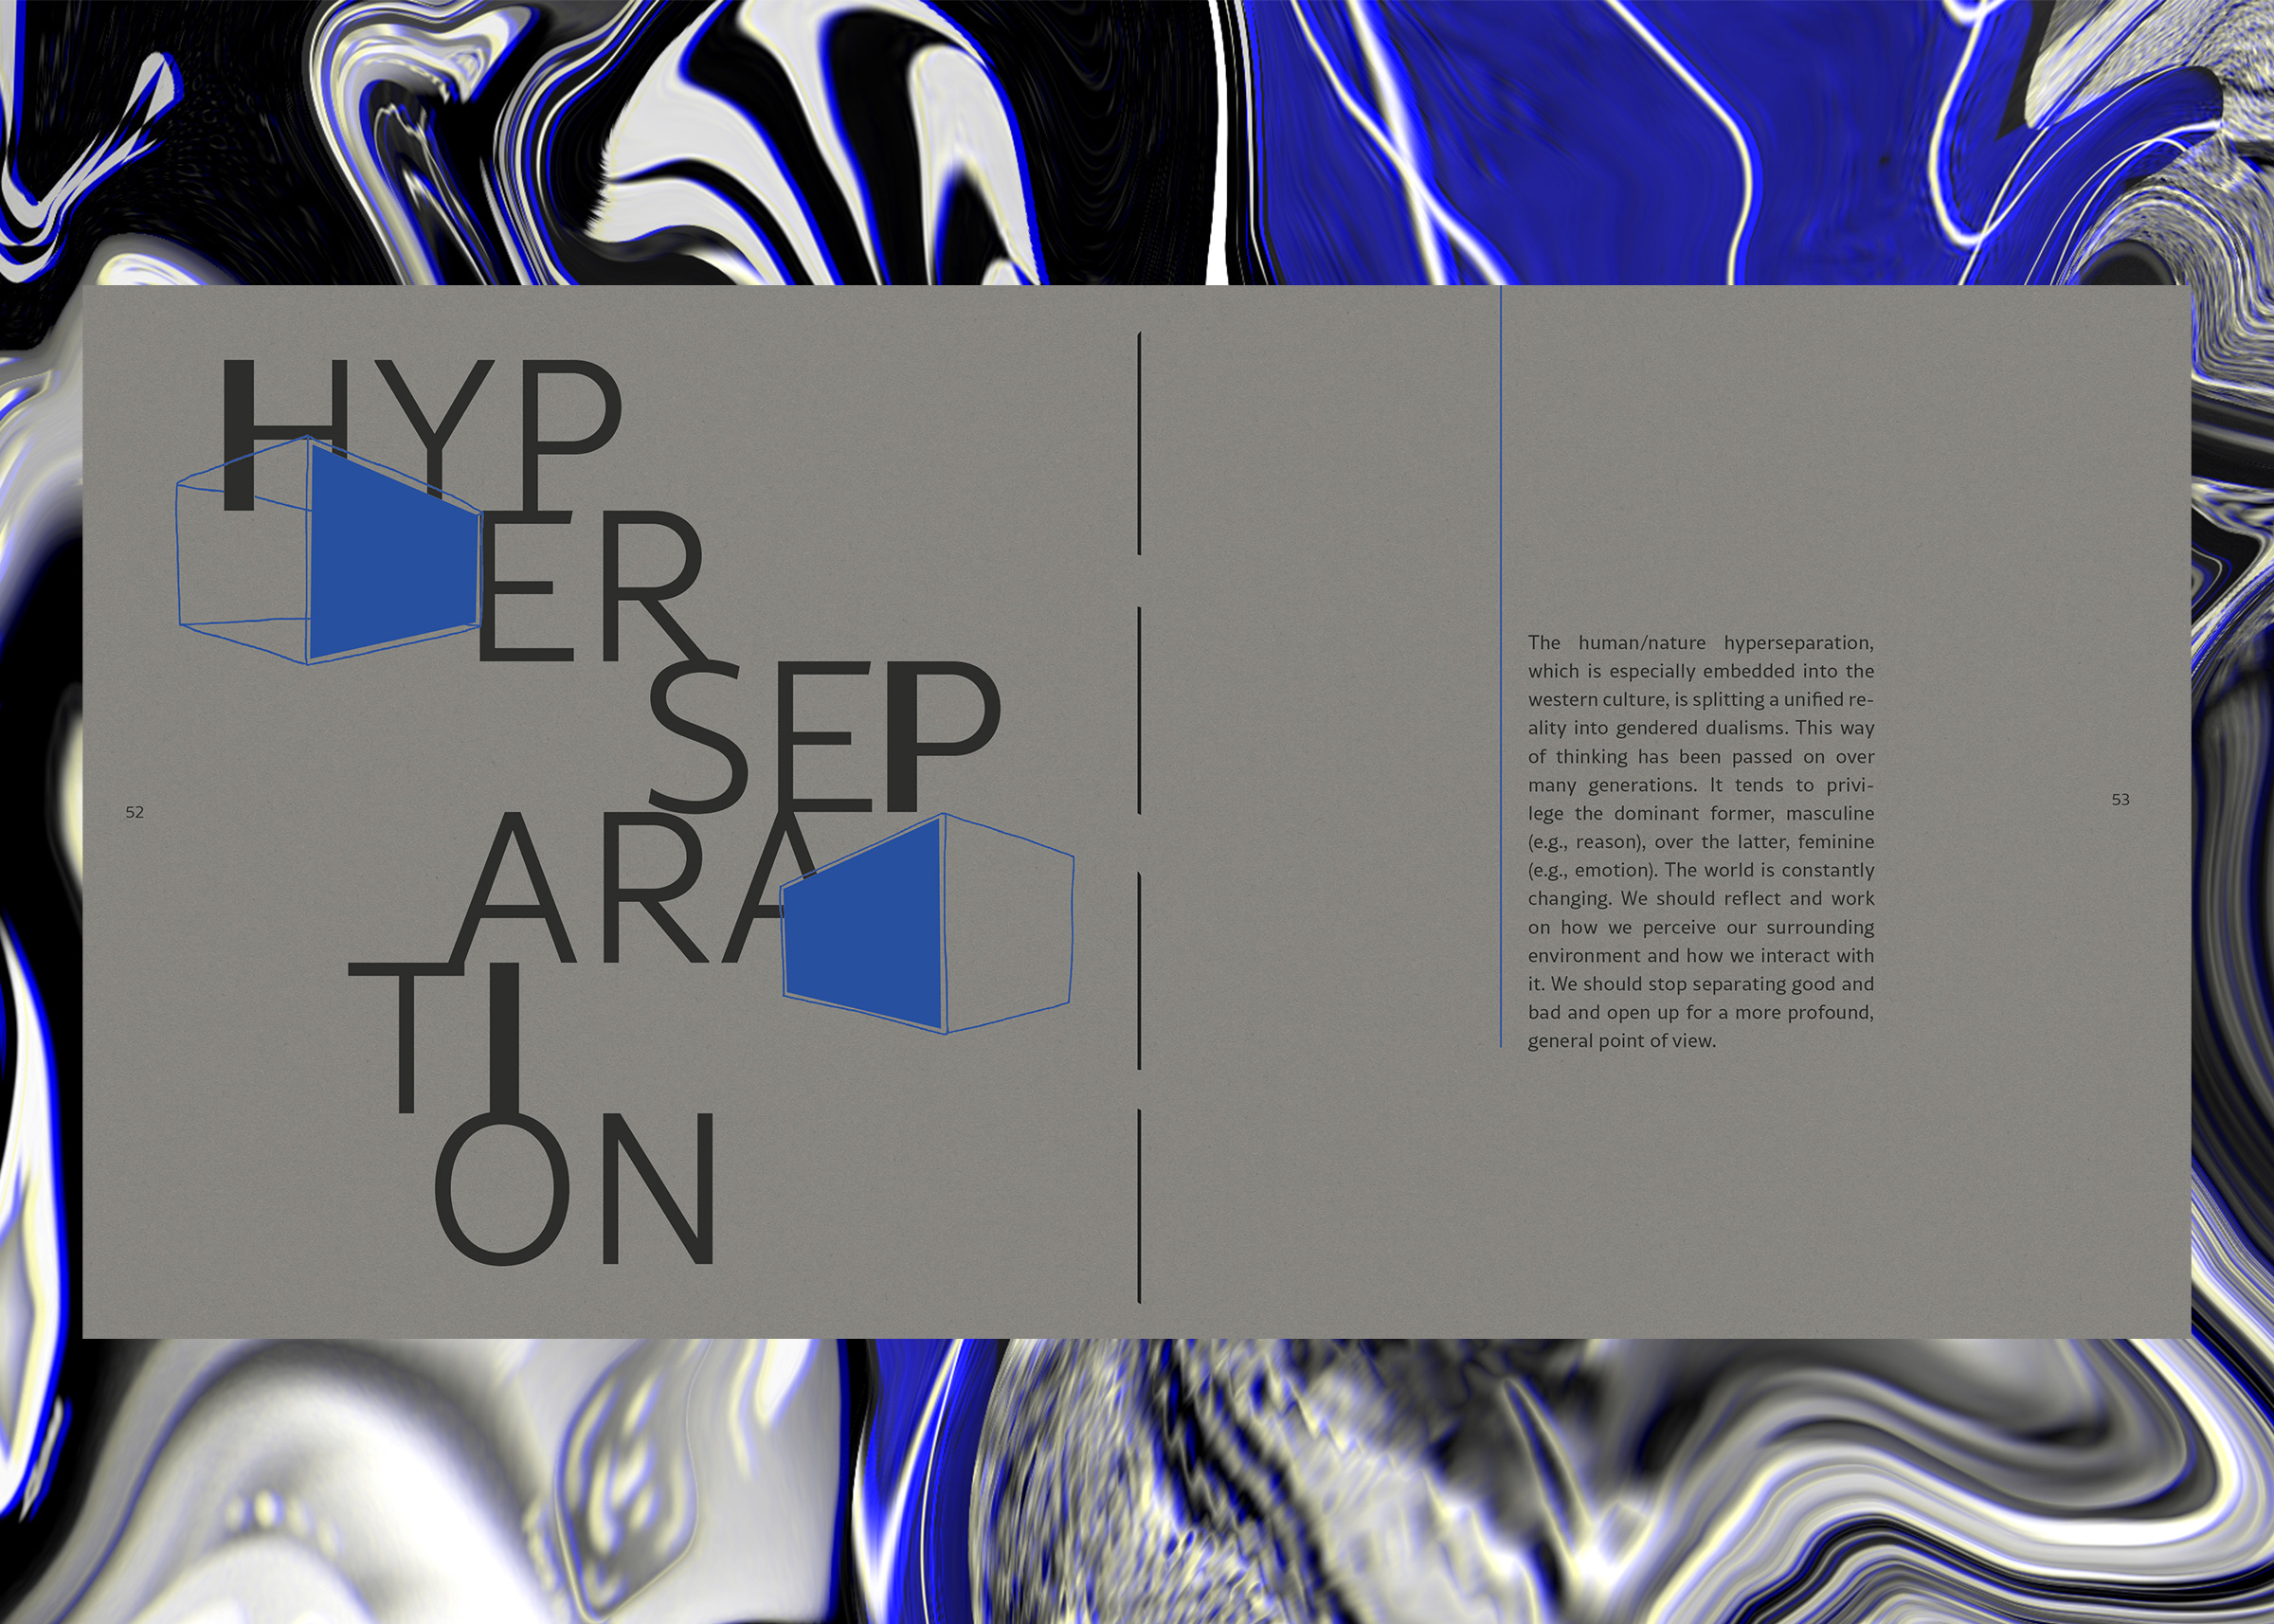 HYP
ER
SEP
ARA
TI
ON
52
The human/nature hyperseparation,
which is especially embedded into the
western culture, is splitting a unified re-
ality into gendered dualisms. This way
of thinking has been passed on over
many generations. It tends to privi-
lege the dominant former, masculine
(e.g., reason), over the latter, feminine
(e.g., emotion). The world is constantly
changing. We should reflect and work
on how we perceive our surrounding
environment and how we interact with
it. We should stop separating good and
bad and open up for a more profound,
general point of view.
53